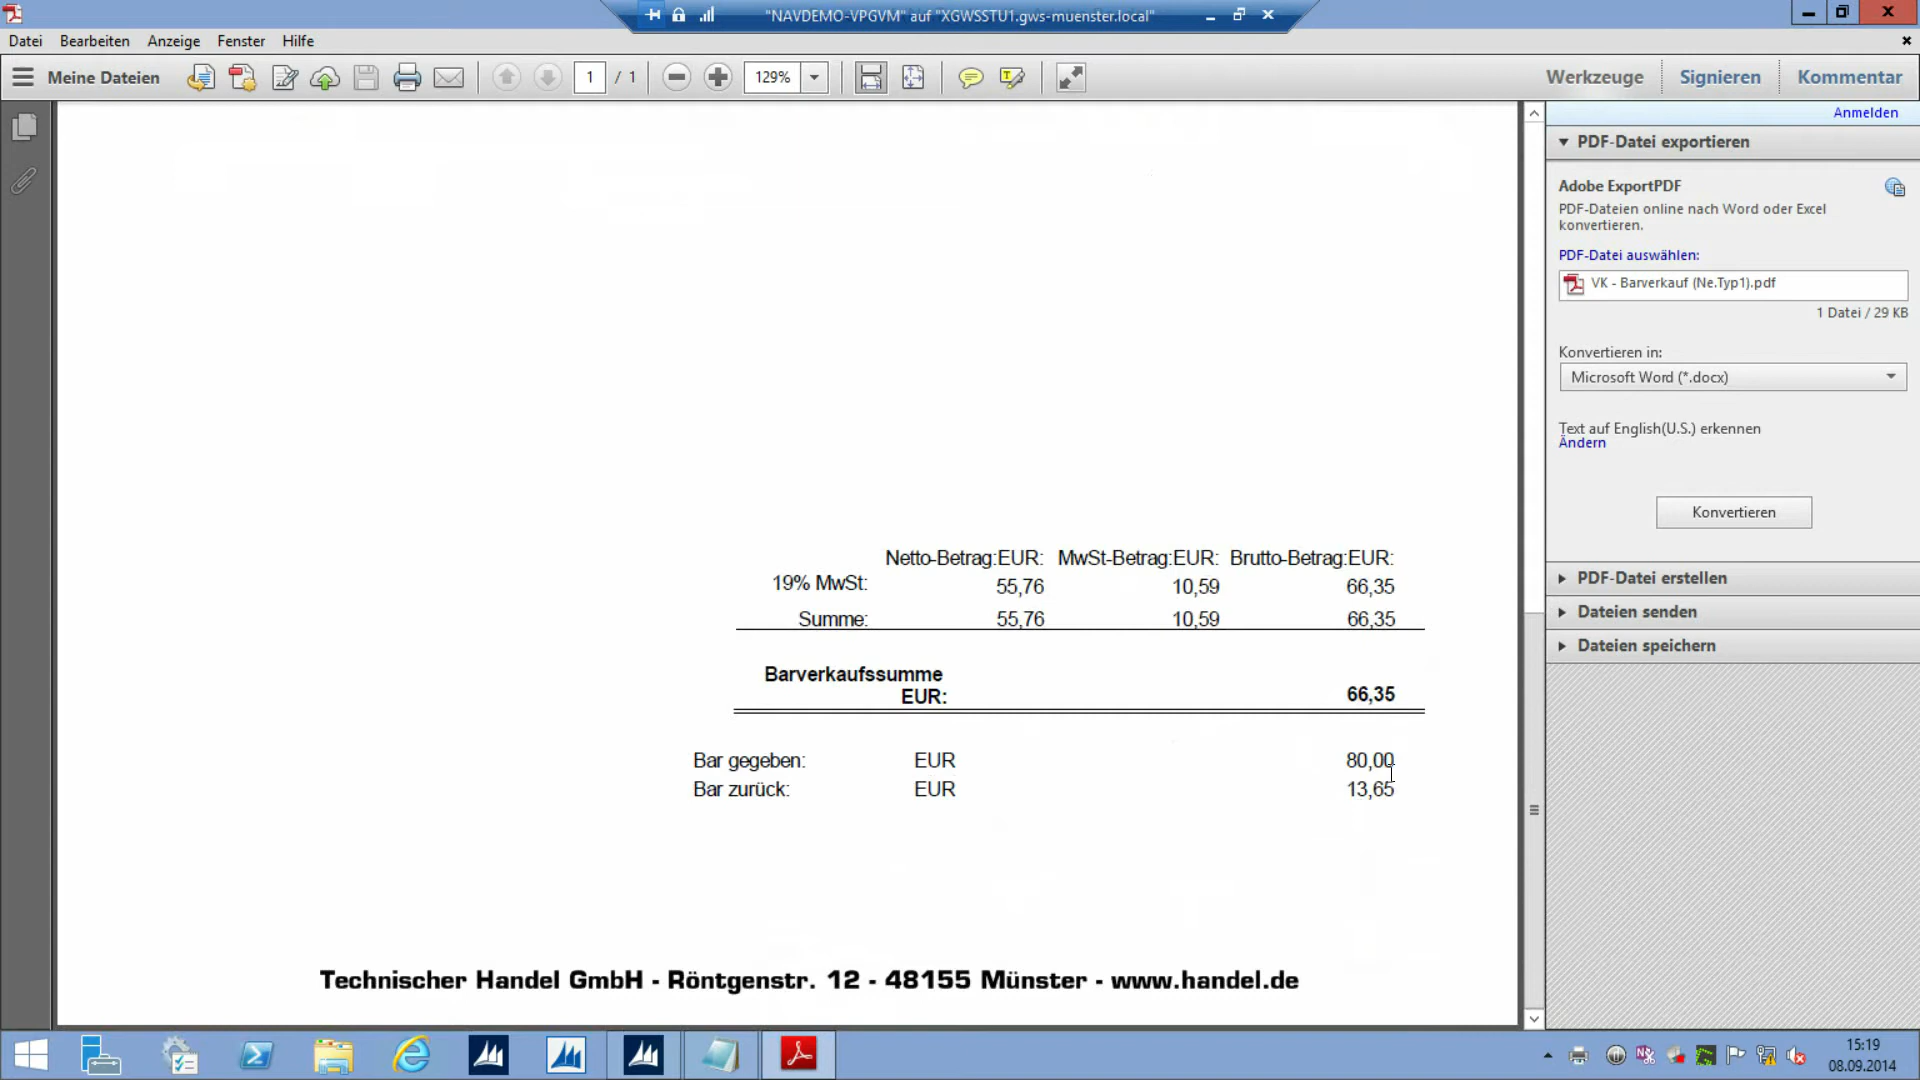 "NAVDEMO-VPGVM" auf "XGWSSTU1.gws-muenster.local"
Datei Bearbeiten Anzeige Fenster Hilfe
Meine Dateien 1 / 1 129% Werkzeuge Signieren Kommentar
Anmelden
PDF-Datei exportieren
Adobe ExportPDF
PDF-Dateien online nach Word oder Excel
konvertieren.
PDF-Datei auswählen:
VK - Barverkauf (Ne.Typ1).pdf
1 Datei / 29 KB
Konvertieren in:
Microsoft Word (*.docx)
Text auf English(U.S.) erkennen
Ändern
Konvertieren
PDF-Datei erstellen
Dateien senden
Dateien speichern
Netto-Betrag:EUR: MwSt-Betrag:EUR: Brutto-Betrag:EUR:
19% MwSt: 55,76 10,59 66,35
Summe: 55,76 10,59 66,35
Barverkaufssumme
EUR: 66,35
Bar gegeben: EUR 80,00
Bar zurück: EUR 13,65
Technischer Handel GmbH - Röntgenstr. 12 - 48155 Münster - www.handel.de
15:19
08.09.2014